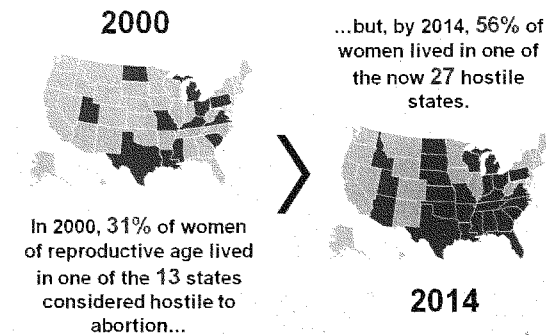 2000
In 2000, 31% of women
of reproductive age lived
in one of the 13 states
considered hostile to
abortion...
...but, by 2014, 56% of
women lived in one of
the now 27 hostile
states.
2014